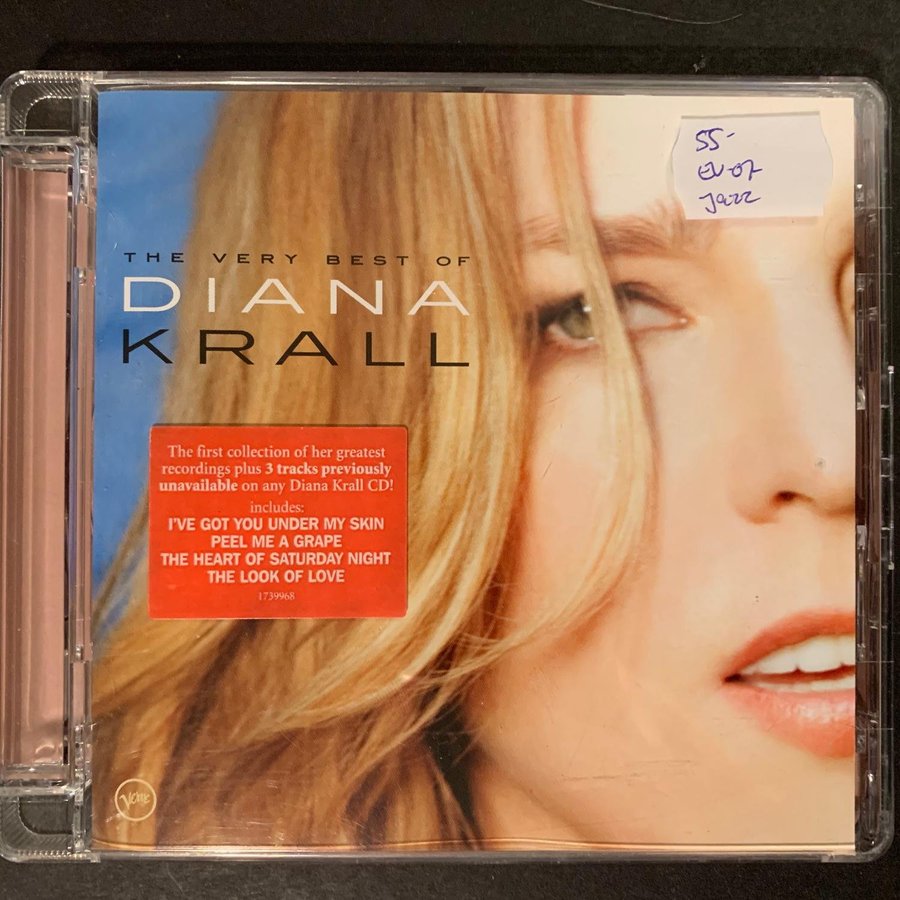 55-
EU-07
Jazz
THE VERY BEST OF
DIANA
KRALL
The first collection of her greatest
recordings plus 3 tracks previously
unavailable on any Diana Krall CD!
includes:
I'VE GOT YOU UNDER MY SKIN
PEEL ME A GRAPE
THE HEART OF SATURDAY NIGHT
THE LOOK OF LOVE
1739968
Verve